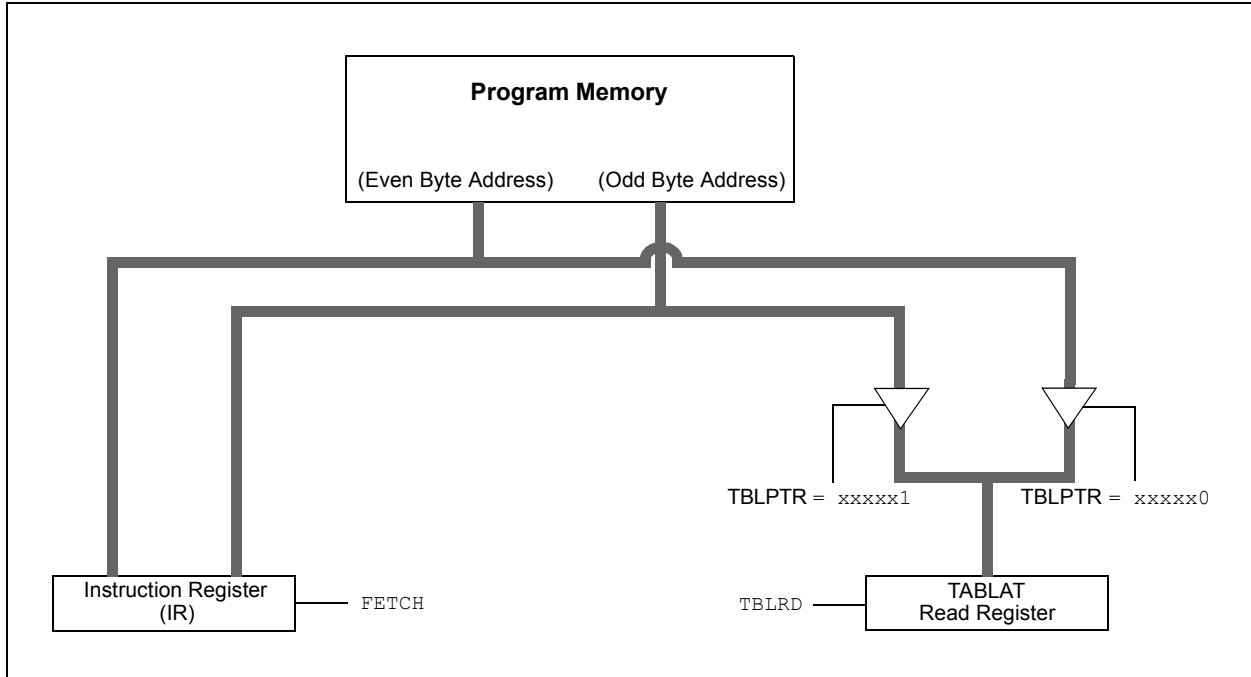 Program Memory
(Even Byte Address) (Odd Byte Address)
TBLPTR = xxxxx1 TBLPTR = xxxxx0
Instruction Register
(IR)
FETCH
TBLRD
TABLAT
Read Register